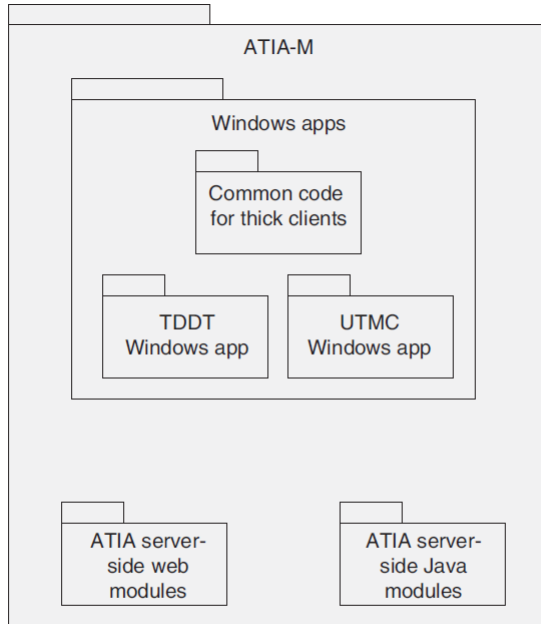 ATIA-M
Windows apps
Common code
for thick clients
TDDT
Windows app
UTMC
Windows app
ATIA server-
side web
modules
ATIA server-
side Java
modules